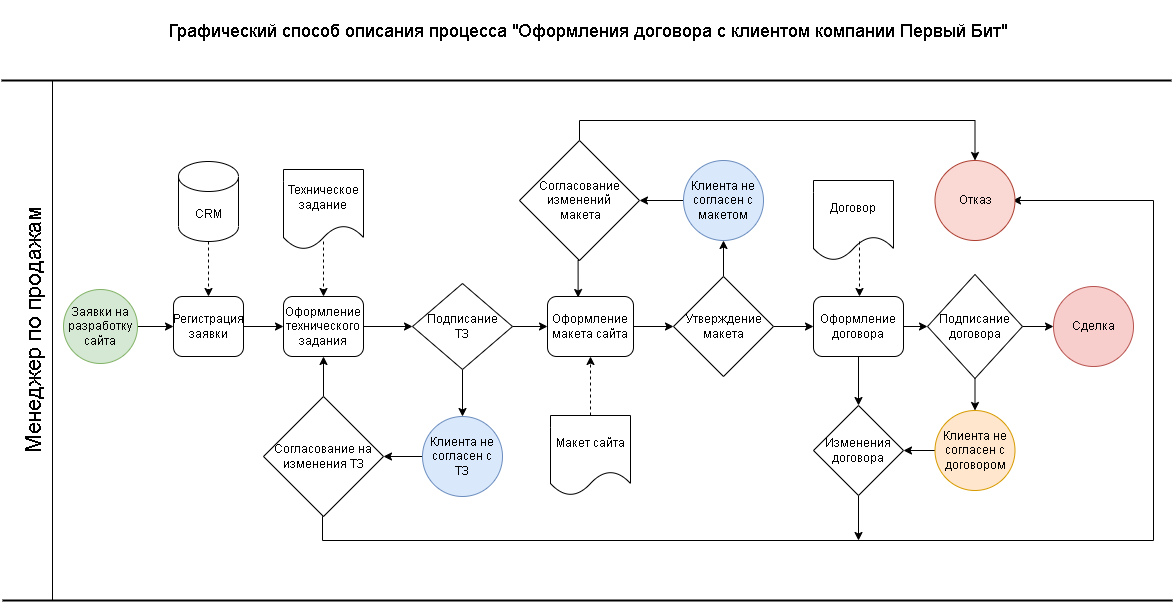 Графический способ описания процесса "Оформления договора с клиентом компании Первый Бит"
Менеджер по продажам
Заявки на
разработку
сайта
CRM
Регистрация
заявки
Техническое
задание
Оформление
технического
задания
Подписание
ТЗ
Клиента не
согласен с
ТЗ
Согласование на
изменения ТЗ
Согласование
изменений
макета
Оформление
макета сайта
Макет сайта
Клиента не
согласен с
макетом
Утверждение
макета
Договор
Оформление
договора
Изменения
договора
Отказ
Подписание
договора
Клиента не
согласен с
договором
Сделка